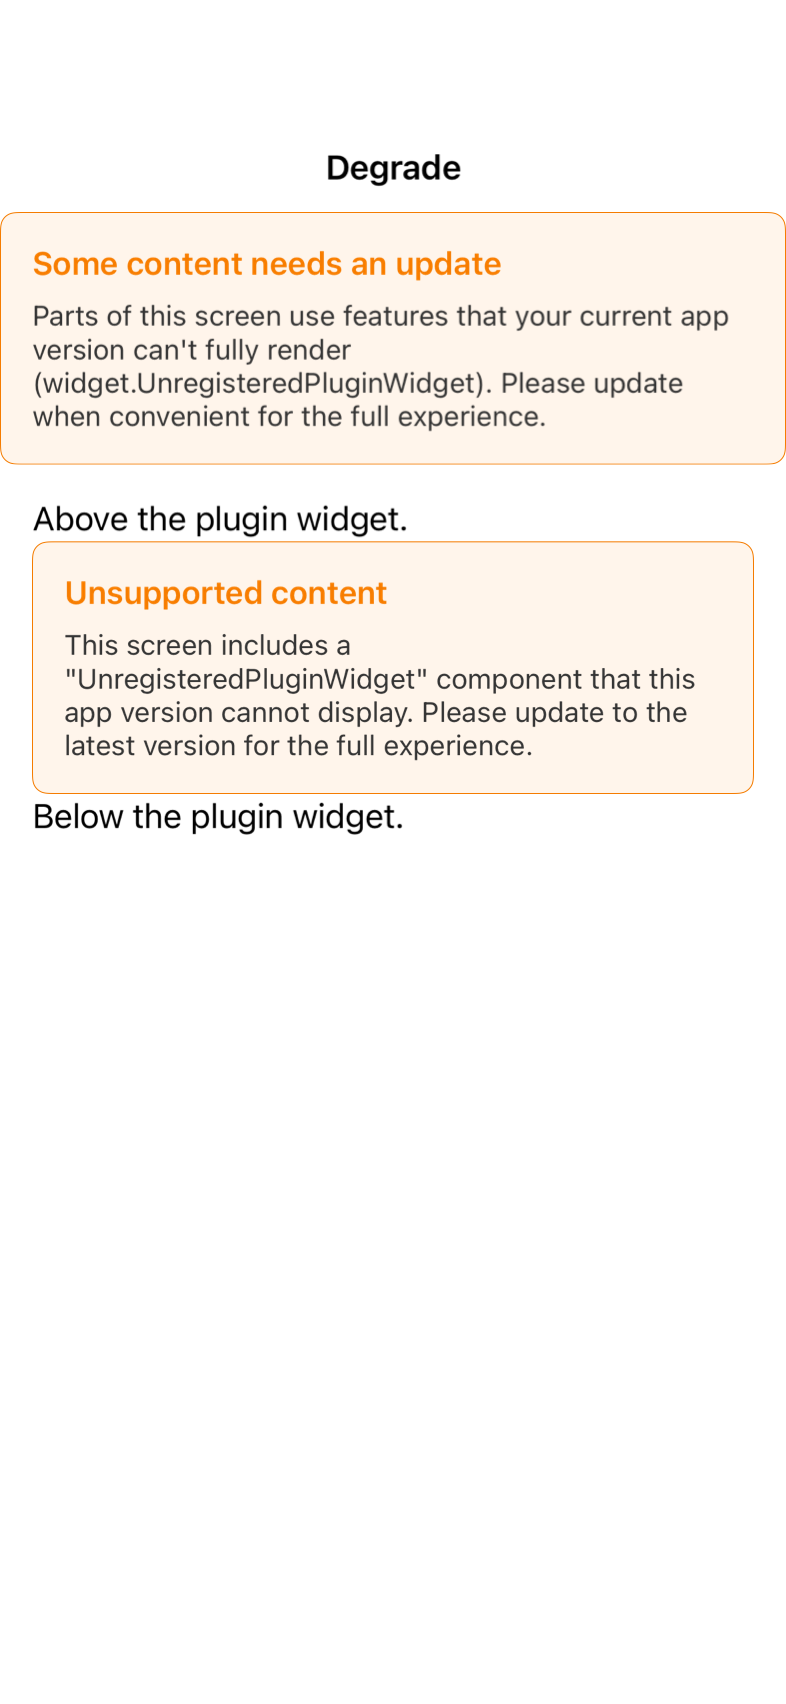 Degrade
Some content needs an update
Parts of this screen use features that your current app
version can't fully render
(widget.UnregisteredPluginWidget). Please update
when convenient for the full experience.
Above the plugin widget.
Unsupported content
This screen includes a
"UnregisteredPluginWidget" component that this
app version cannot display. Please update to the
latest version for the full experience.
Below the plugin widget.